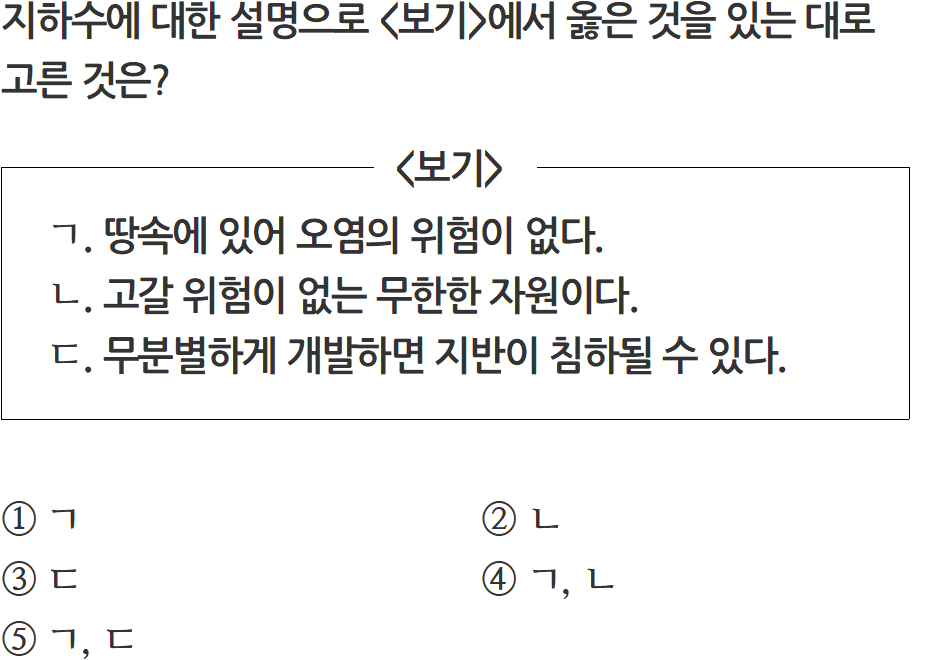 지하수에 대한 설명으로 <보기>에서 옳은 것을 있는 대로
고른 것은?
<보기>
ㄱ. 땅속에 있어 오염의 위험이 없다.
ㄴ. 고갈 위험이 없는 무한한 자원이다.
ㄷ. 무분별하게 개발하면 지반이 침하될 수 있다.
① ㄱ ② ㄴ
③ ㄷ ④ ㄱ, ㄴ
⑤ ㄱ, ㄷ